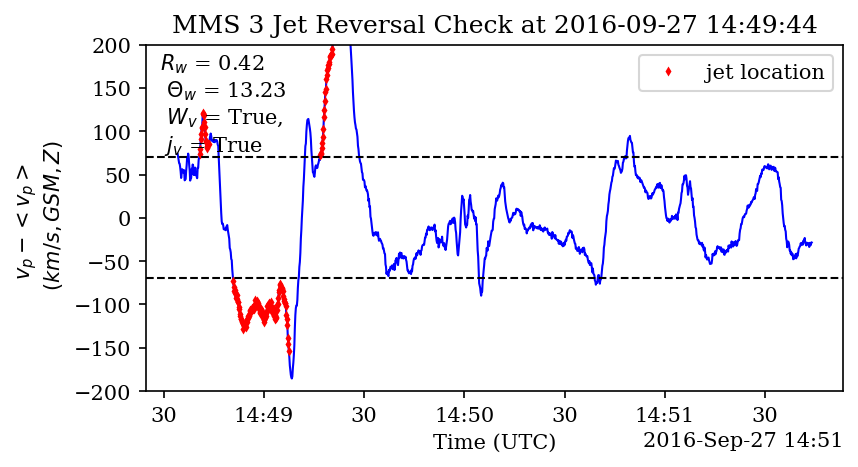 MMS 3 Jet Reversal Check at 2016-09-27 14:49:44
200
150
100
50
0
−50
−100
−150
−200
v_p − < v_p >
(km/s, GSM, Z)
R_w = 0.42
Θ_w = 13.23
W_v = True,
j_v = True
jet location
30
14:49
30
14:50
30
14:51
30
Time (UTC)
2016-Sep-27 14:51